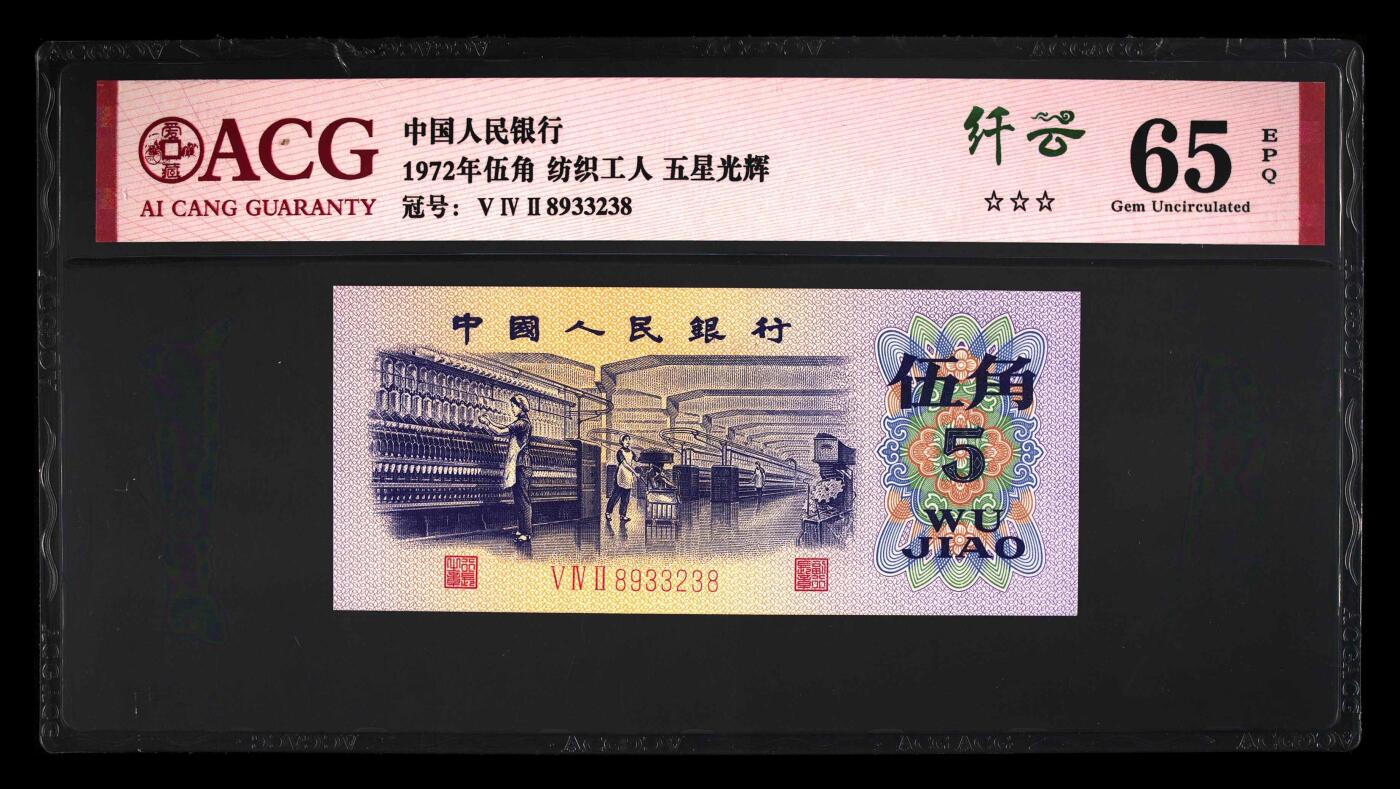 ACG
AI CANG GUARANTY
中国人民银行
1972年伍角 纺织工人 五星光辉
冠号: V IV II 8933238
纤云
☆☆☆
65
EPQ
Gem Uncirculated
中國人民銀行
伍角
5
WU
JIAO
V IV II 8933238